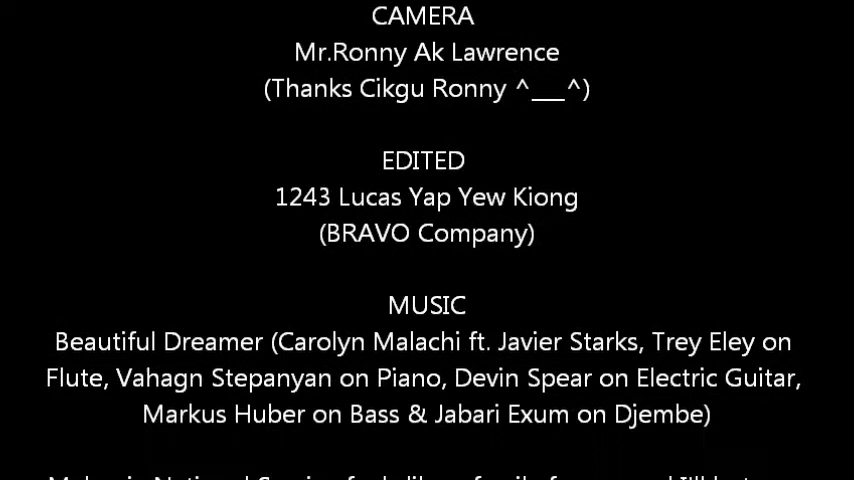 CAMERA
Mr.Ronny Ak Lawrence
(Thanks Cikgu Ronny ^___^)
EDITED
1243 Lucas Yap Yew Kiong
(BRAVO Company)
MUSIC
Beautiful Dreamer (Carolyn Malachi ft. Javier Starks, Trey Eley on
Flute, Vahagn Stepanyan on Piano, Devin Spear on Electric Guitar,
Markus Huber on Bass & Jabari Exum on Djembe)